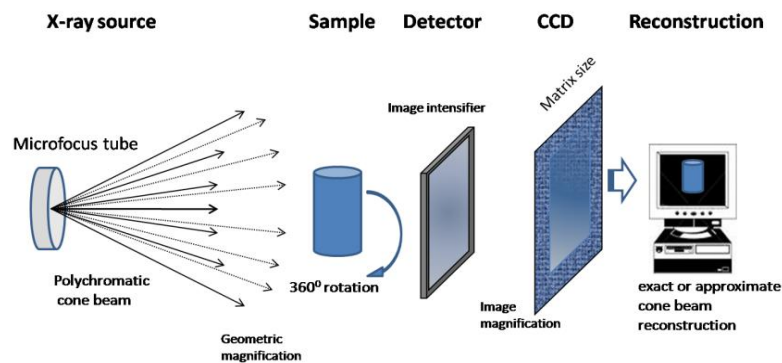 X-ray source
Sample
Detector
CCD
Reconstruction
Matrix size
Image intensifier
Microfocus tube
Polychromatic
cone beam
360⁰ rotation
Geometric
magnification
Image
magnification
exact or approximate
cone beam
reconstruction